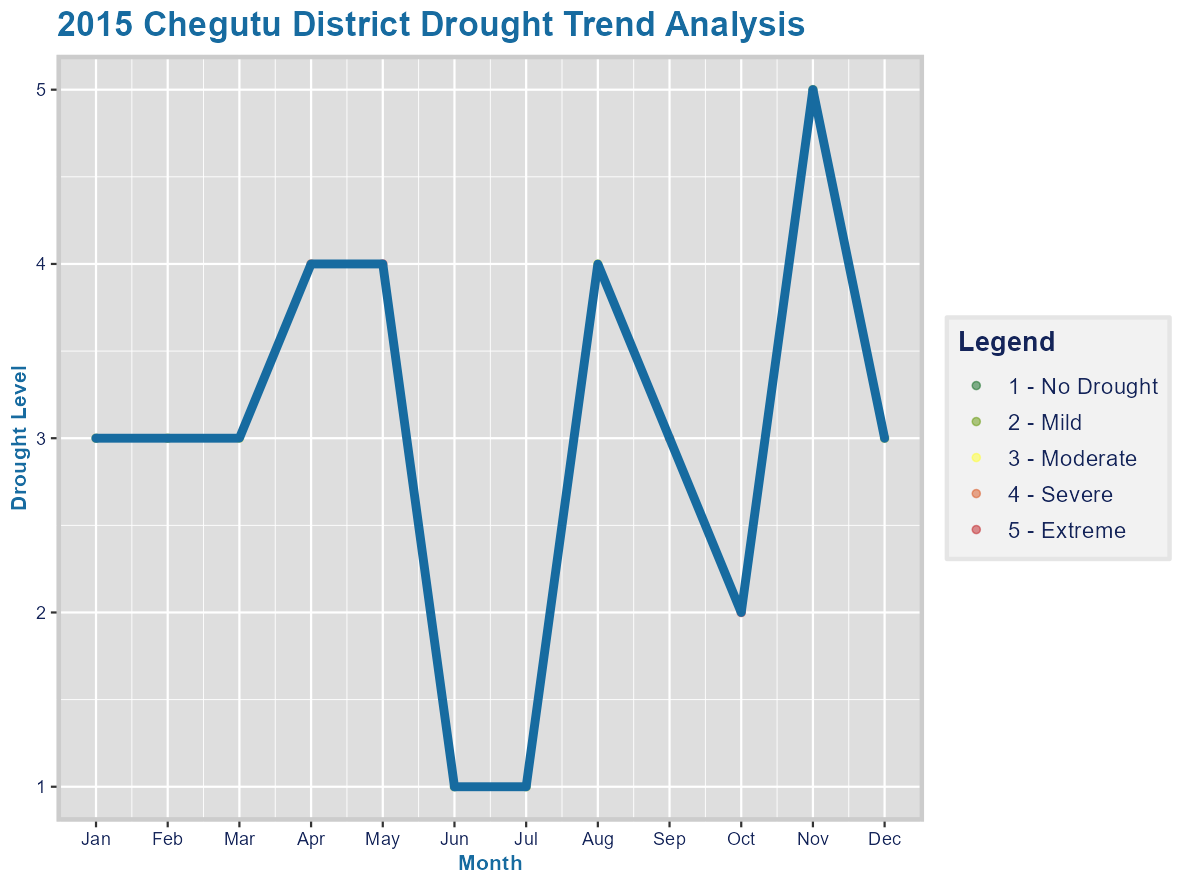 2015 Chegutu District Drought Trend Analysis
Drought Level
5
4
3
2
1
Jan Feb Mar Apr May Jun Jul Aug Sep Oct Nov Dec
Month
Legend
1 - No Drought
2 - Mild
3 - Moderate
4 - Severe
5 - Extreme